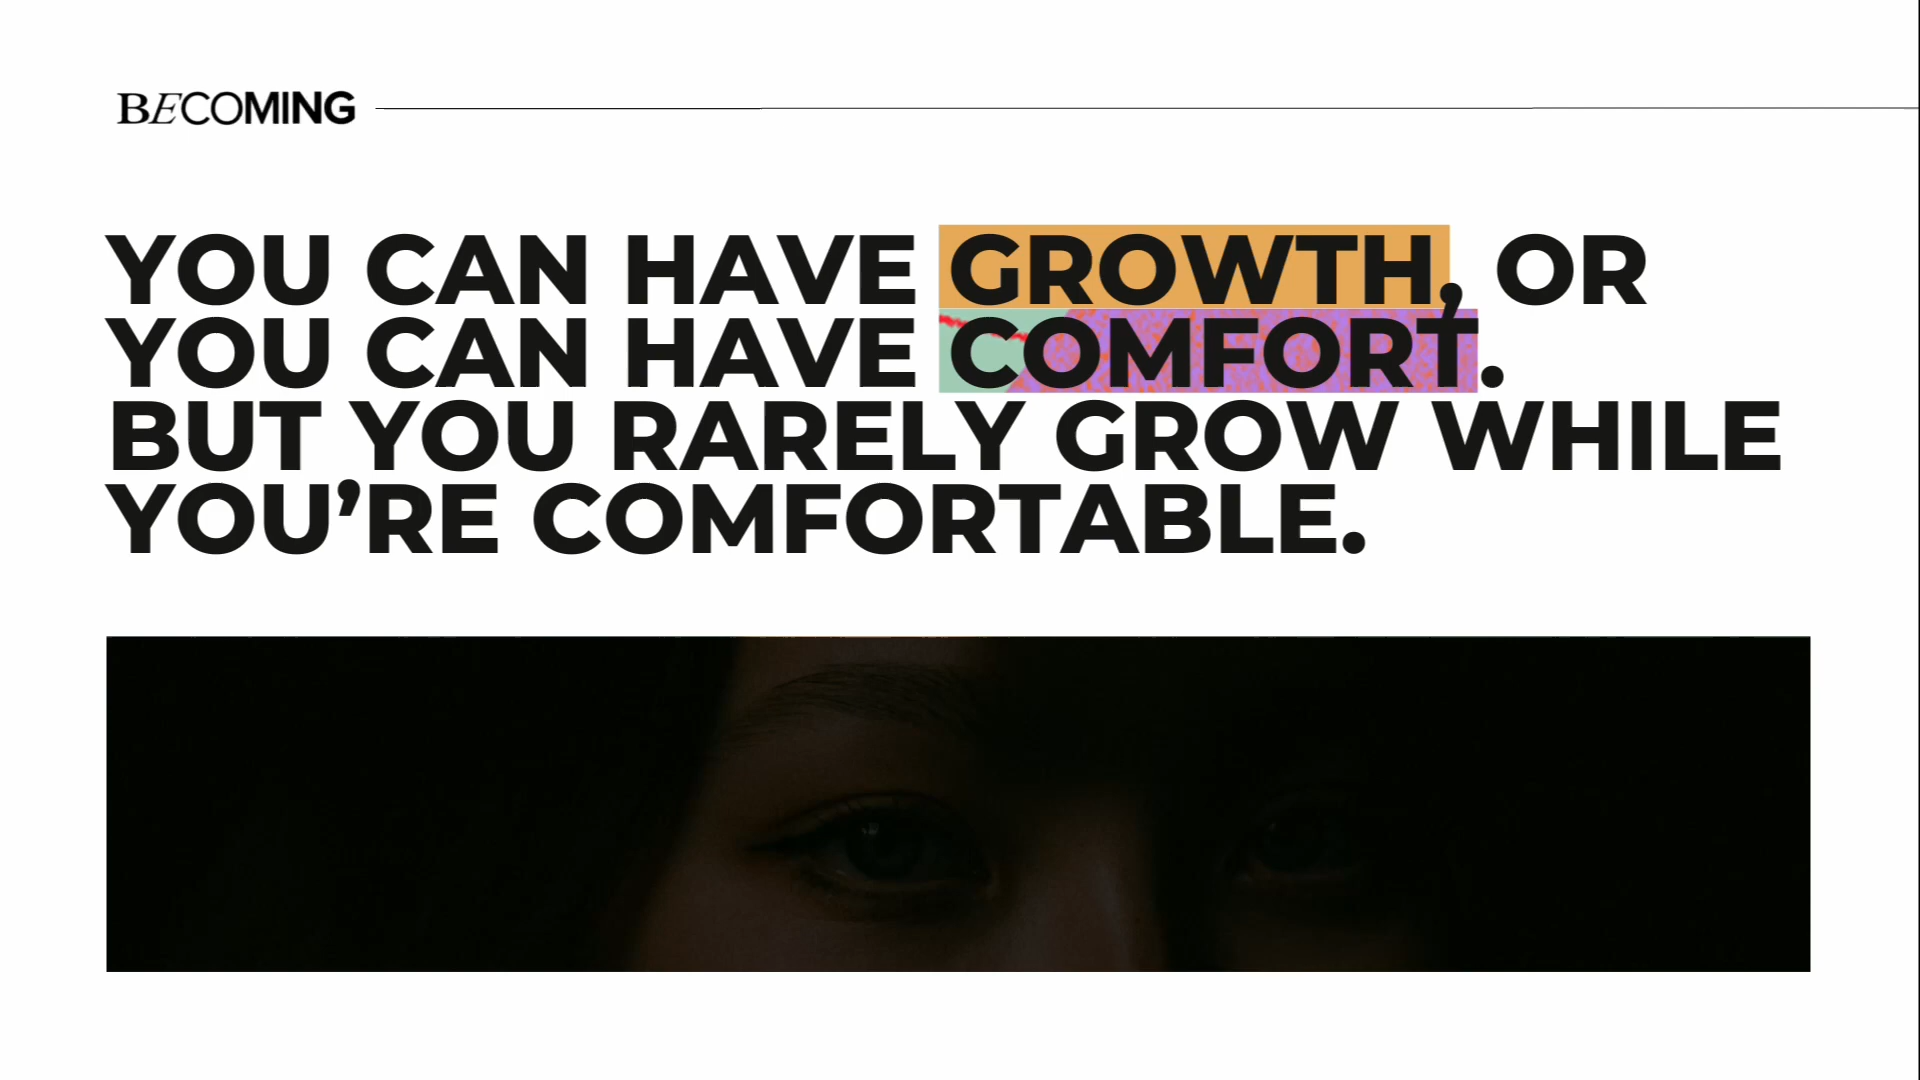 BECOMING
YOU CAN HAVE GROWTH, OR
YOU CAN HAVE COMFORT.
BUT YOU RARELY GROW WHILE
YOU’RE COMFORTABLE.